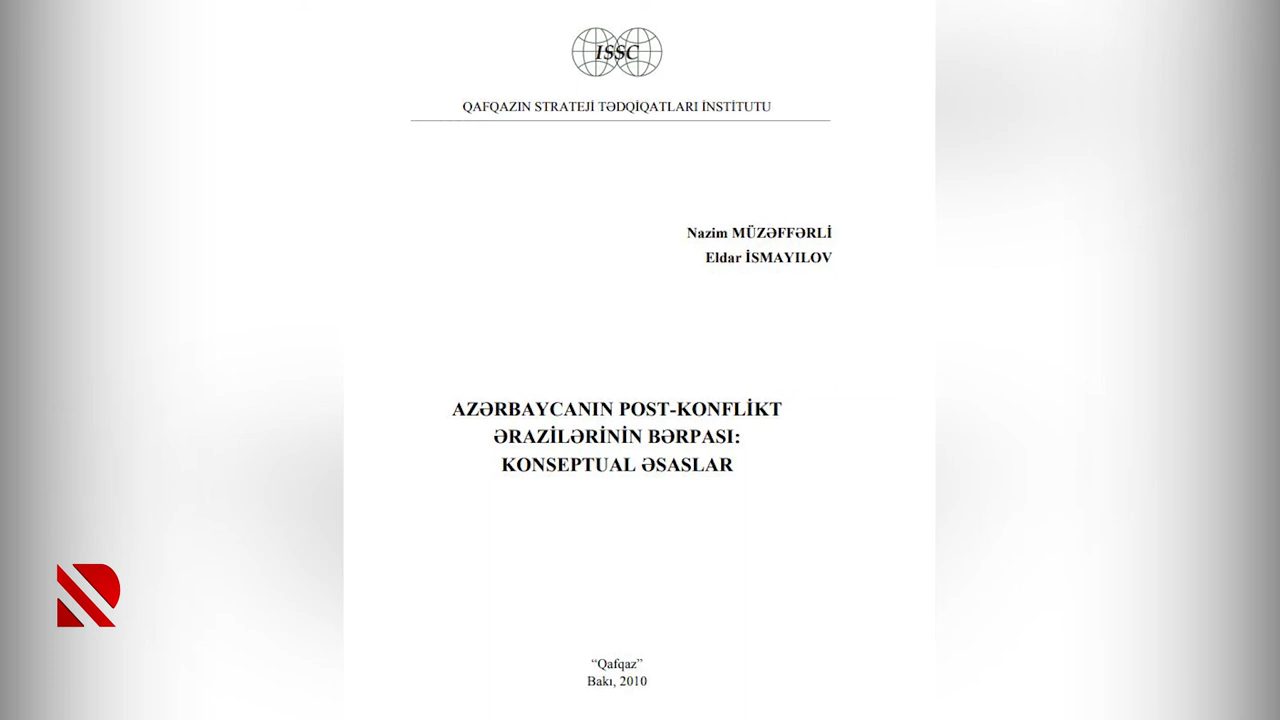 ISSC
QAFQAZIN STRATEJİ TƏDQİQATLARI İNSTİTUTU
Nazim MÜZƏFFƏRLİ
Eldar İSMAYILOV
AZƏRBAYCANIN POST-KONFLİKT
ƏRAZİLƏRİNİN BƏRPASI:
KONSEPTUAL ƏSASLAR
“Qafqaz”
Bakı, 2010